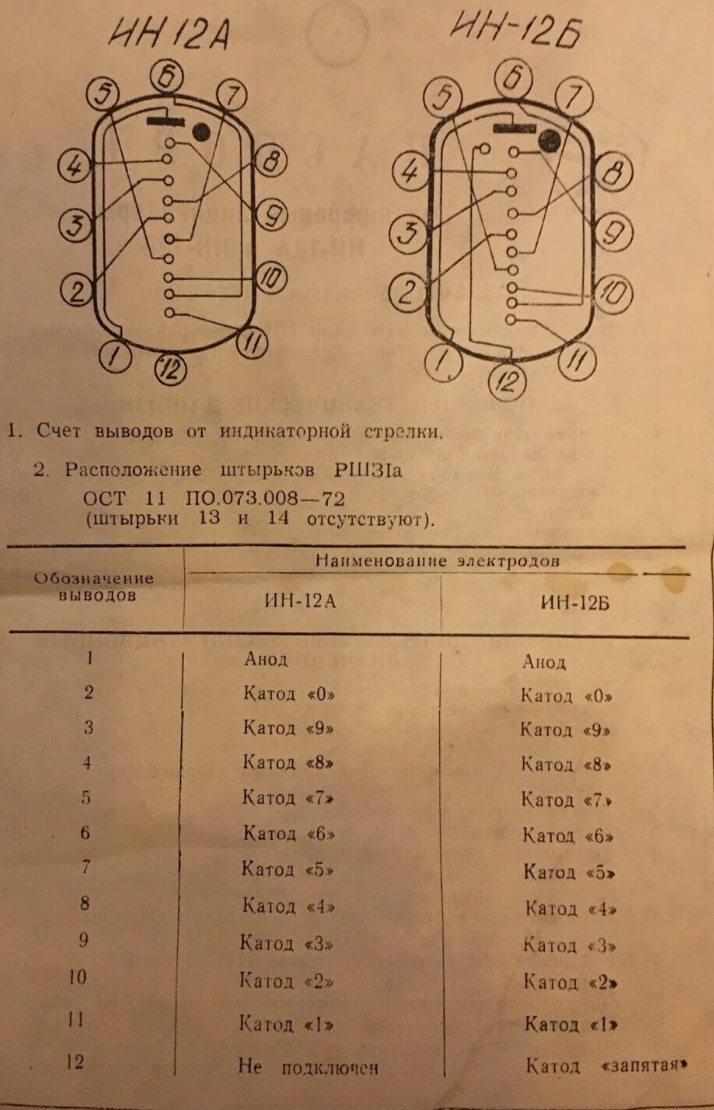 ИН 12А ИН-12Б
6 6
5 7 5 7
4 8 4 8
3 9 3 9
2 10 2 10
1 11 1 11
12 12
1. Счет выводов от индикаторной стрелки.
2. Расположение штырьков РШ31а
ОСТ 11 ПО.073.008—72
(штырьки 13 и 14 отсутствуют).
Наименование электродов
Обозначение выводов ИН-12А ИН-12Б
1 Анод Анод
2 Катод «0» Катод «0»
3 Катод «9» Катод «9»
4 Катод «8» Катод «8»
5 Катод «7» Катод «7»
6 Катод «6» Катод «6»
7 Катод «5» Катод «5»
8 Катод «4» Катод «4»
9 Катод «3» Катод «3»
10 Катод «2» Катод «2»
11 Катод «1» Катод «1»
12 Не подключен Катод «запятая»